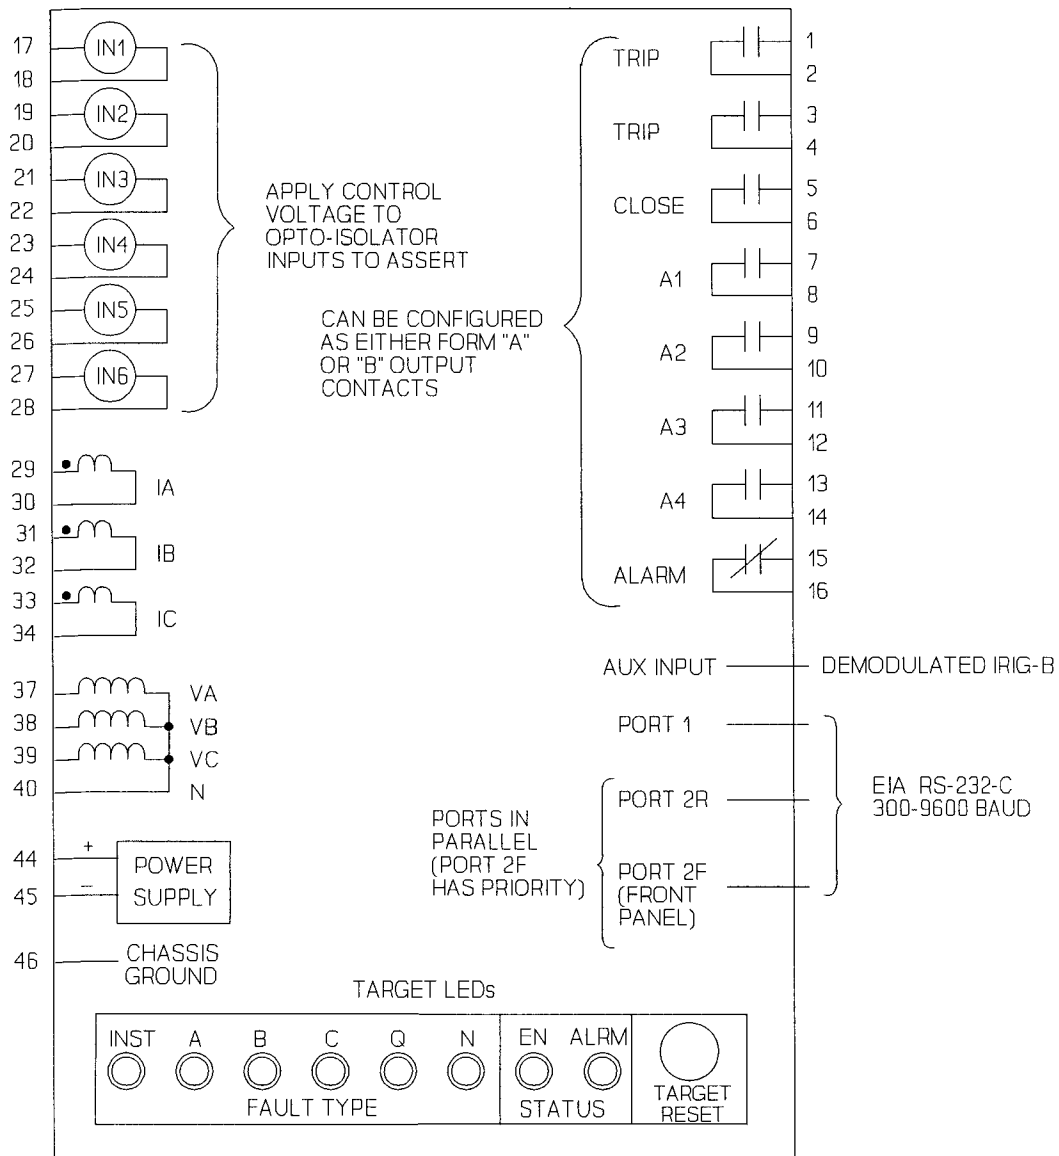 17
IN1
18
19
IN2
20
21
IN3
22
23
IN4
24
25
IN5
26
27
IN6
28
APPLY CONTROL
VOLTAGE TO
OPTO-ISOLATOR
INPUTS TO ASSERT
CAN BE CONFIGURED
AS EITHER FORM "A"
OR "B" OUTPUT
CONTACTS
TRIP
1
2
TRIP
3
4
CLOSE
5
6
A1
7
8
A2
9
10
A3
11
12
A4
13
14
ALARM
15
16
29
30
IA
31
32
IB
33
34
IC
37
VA
38
VB
39
VC
40
N
AUX INPUT
DEMODULATED IRIG-B
PORT 1
PORT 2R
PORT 2F
(FRONT
PANEL)
EIA RS-232-C
300-9600 BAUD
PORTS IN
PARALLEL
(PORT 2F
HAS PRIORITY)
44
+
45
−
POWER
SUPPLY
46
CHASSIS
GROUND
TARGET LEDs
INST A B C Q N
FAULT TYPE
EN ALRM
STATUS
TARGET
RESET